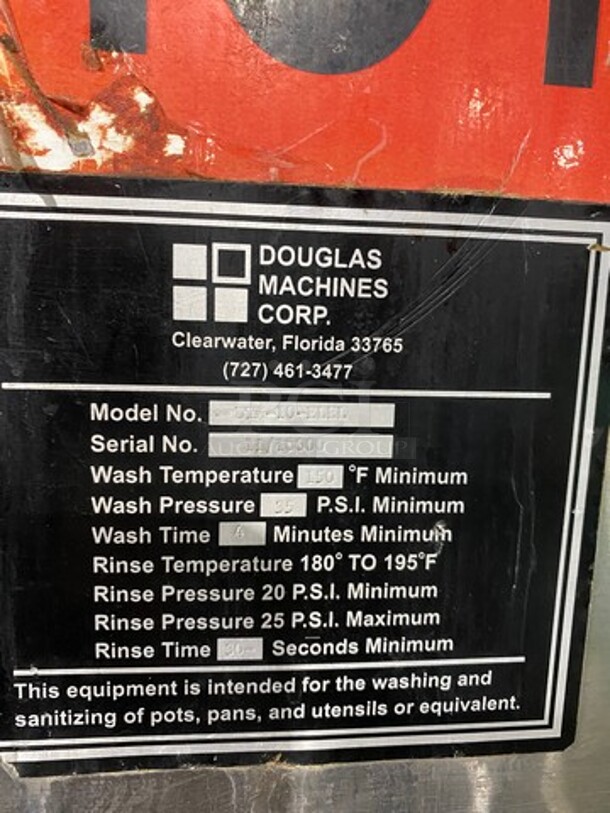 DOUGLAS
MACHINES
CORP.
Clearwater, Florida 33765
(727) 461-3477
Model No.
Serial No.
Wash Temperature 150 °F Minimum
Wash Pressure 35 P.S.I. Minimum
Wash Time Minutes Minimum
Rinse Temperature 180° TO 195°F
Rinse Pressure 20 P.S.I. Minimum
Rinse Pressure 25 P.S.I. Maximum
Rinse Time Seconds Minimum
This equipment is intended for the washing and
sanitizing of pots, pans, and utensils or equivalent.